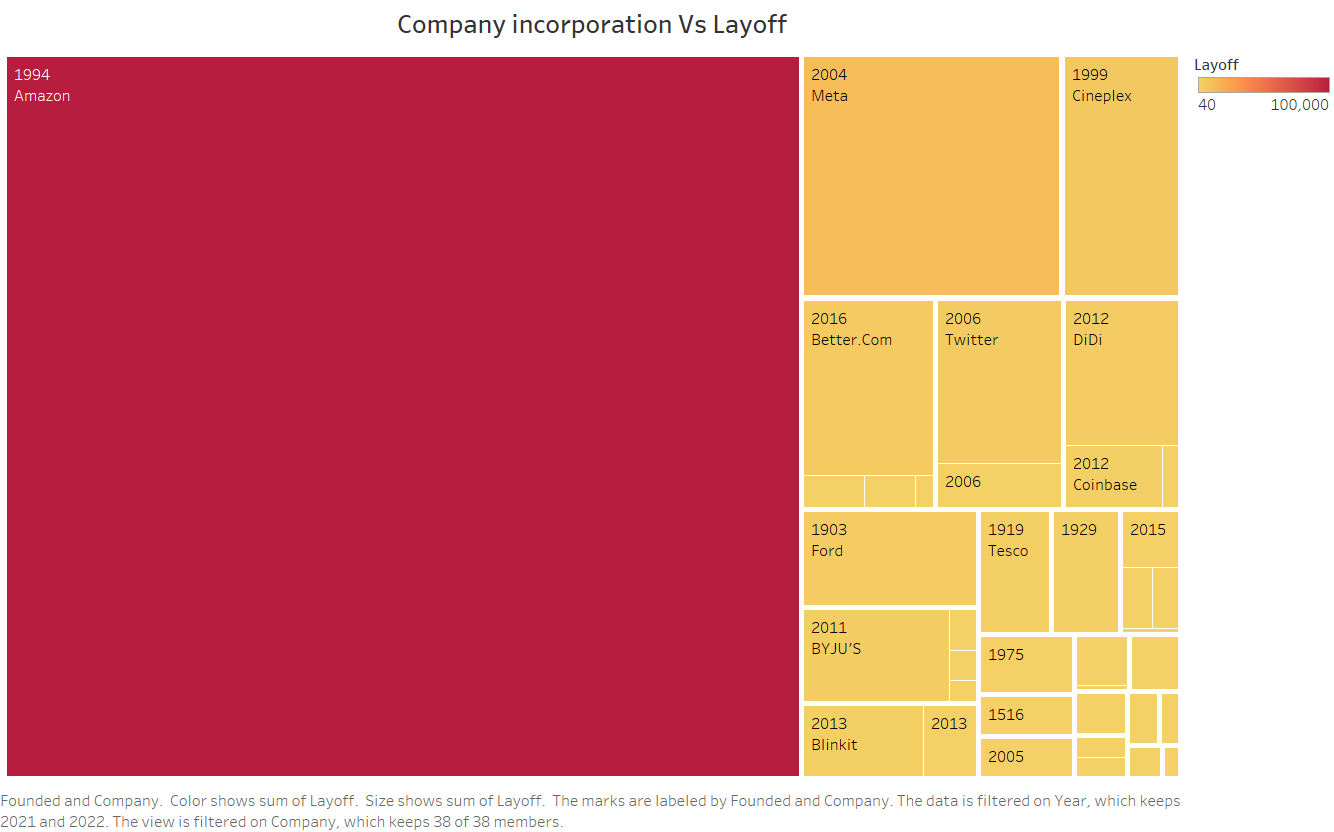 Company incorporation Vs Layoff
1994
Amazon
2004
Meta
1999
Cineplex
Layoff
40 100,000
2016
Better.Com
2006
Twitter
2006
2012
DiDi
2012
Coinbase
1903
Ford
1919
Tesco
1929
2015
2011
BYJU’S
1975
1516
2005
2013
Blinkit
2013
Founded and Company. Color shows sum of Layoff. Size shows sum of Layoff. The marks are labeled by Founded and Company. The data is filtered on Year, which keeps
2021 and 2022. The view is filtered on Company, which keeps 38 of 38 members.